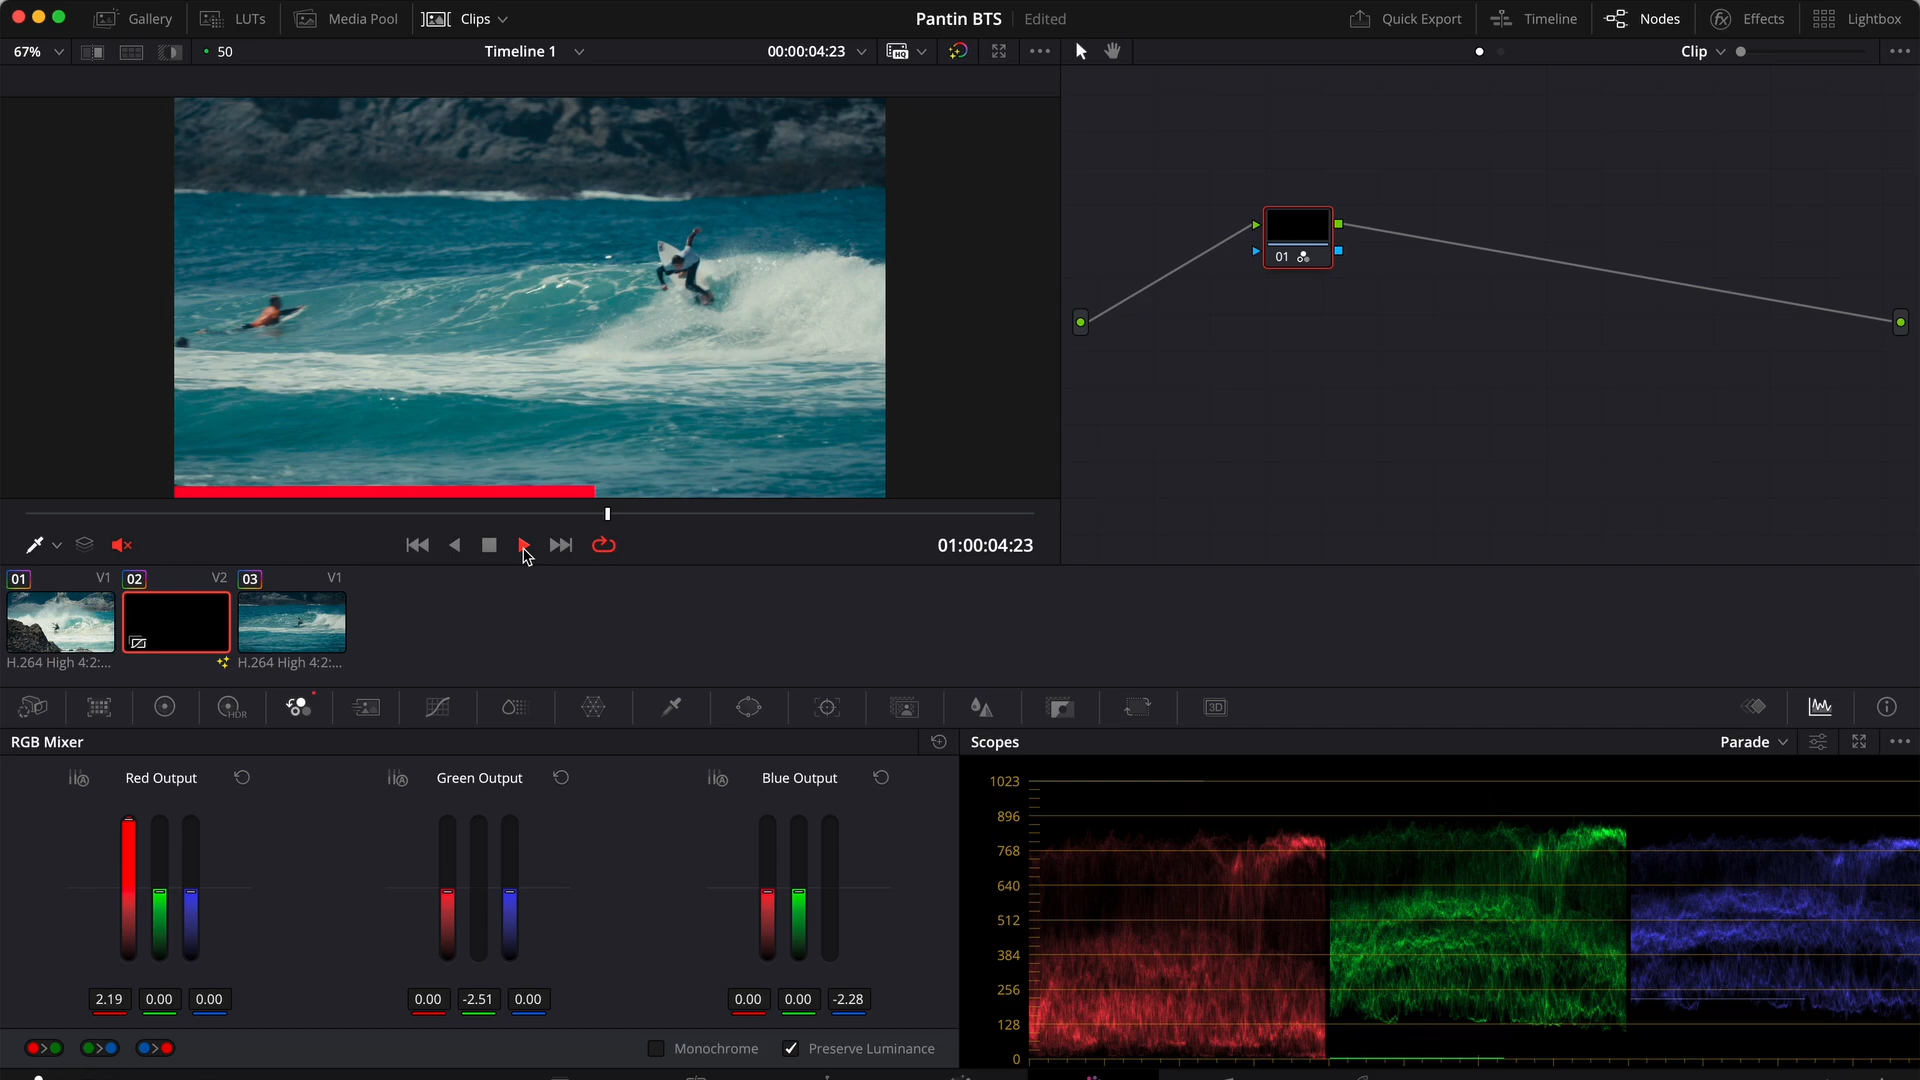 Gallery LUTs Media Pool Clips Pantin BTS Edited Quick Export Timeline Nodes Effects Lightbox
67% 50 Timeline 1 00:00:04:23 HQ Clip
01
01:00:04:23
01 V1 02 V2 03 V1
H.264 High 4:2:... H.264 High 4:2:...
HDR 3D
RGB Mixer Scopes Parade
Red Output Green Output Blue Output
1023
896
768
640
512
384
256
128
0
2.19 0.00 0.00 0.00 -2.51 0.00 0.00 0.00 -2.28
Monochrome Preserve Luminance